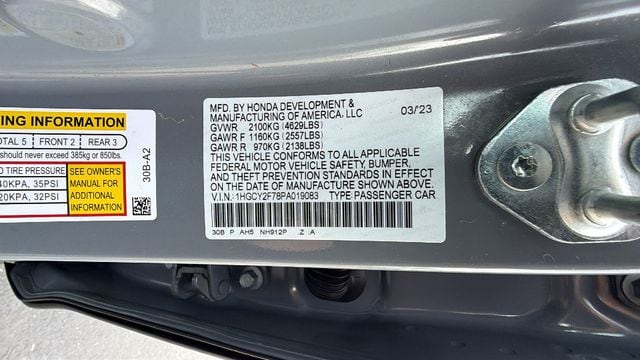 ING INFORMATION
OTAL 5 FRONT 2 REAR 3
hould never exceed 385kg or 850lbs.
D TIRE PRESSURE
40KPA, 35PSI
20KPA, 32PSI
SEE OWNER'S
MANUAL FOR
ADDITIONAL
INFORMATION
30B-A2
MFD. BY HONDA DEVELOPMENT &
MANUFACTURING OF AMERICA, LLC
03/23
GVWR 2100KG (4629LBS)
GAWR F 1160KG (2557LBS)
GAWR R 970KG (2138LBS)
THIS VEHICLE CONFORMS TO ALL APPLICABLE
FEDERAL MOTOR VEHICLE SAFETY, BUMPER,
AND THEFT PREVENTION STANDARDS IN EFFECT
ON THE DATE OF MANUFACTURE SHOWN ABOVE.
V.I.N.: 1HGCY2F78PA019083 TYPE:PASSENGER CAR
30B P AH5 NH912P Z A